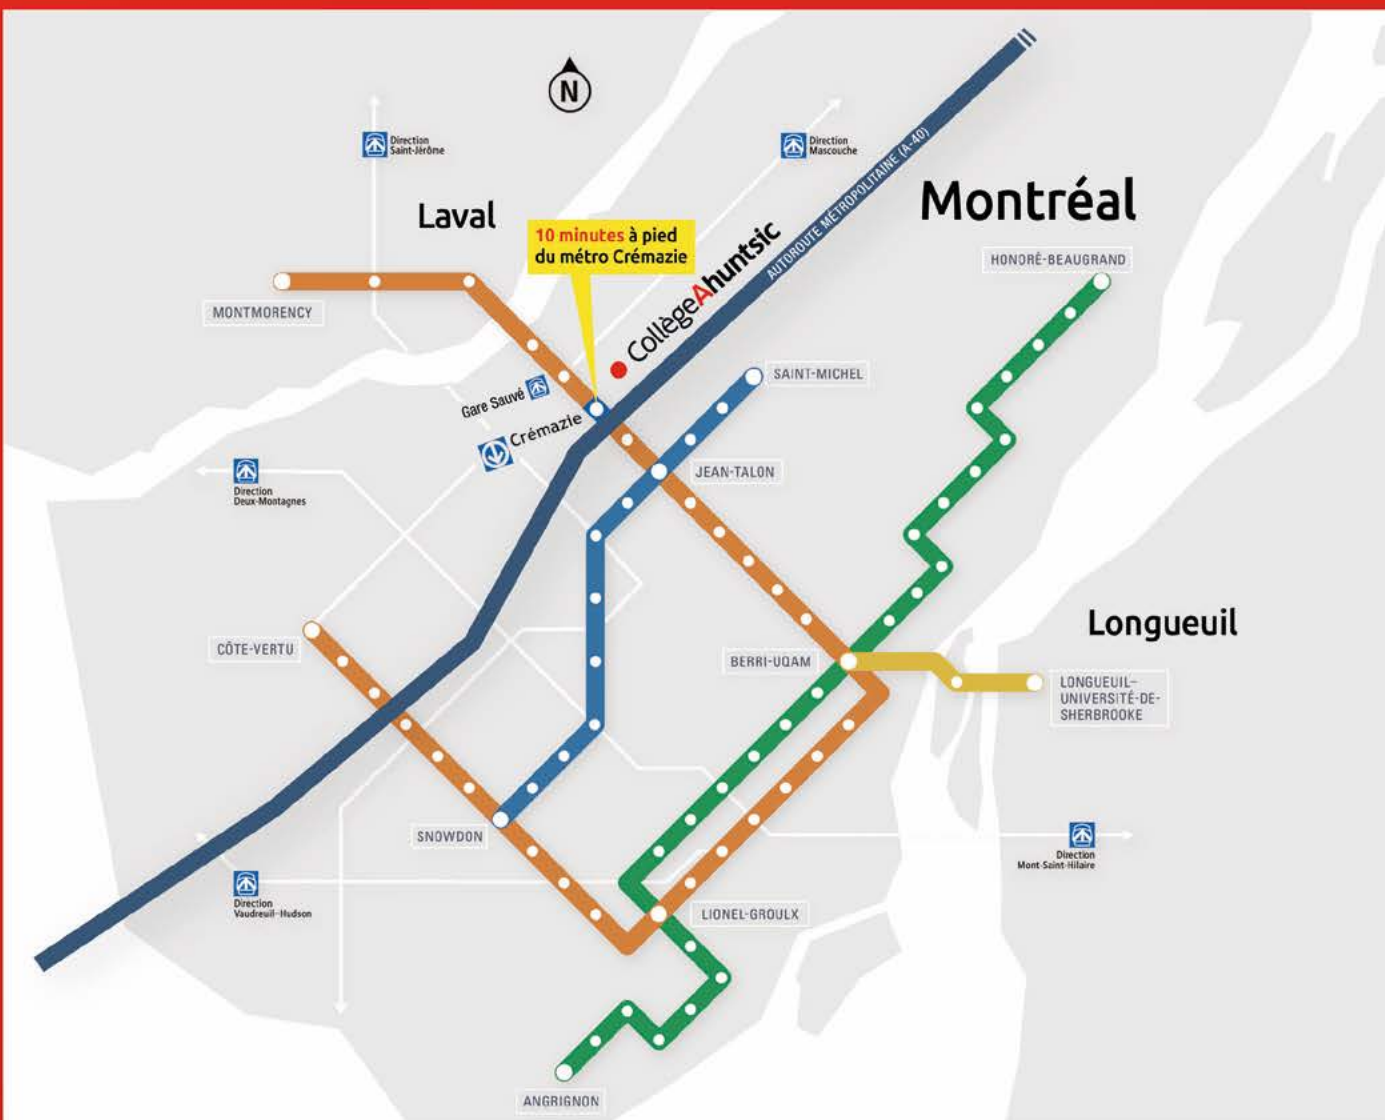 N
Direction
Saint-Jérôme
Direction
Mascouche
AUTOROUTE MÉTROPOLITAINE (A-40)
Montréal
Laval
10 minutes à pied
du métro Crémazie
CollègeAhuntsic
HONORÉ-BEAUGRAND
MONTMORENCY
SAINT-MICHEL
Gare Sauvé
Crémazie
JEAN-TALON
Direction
Deux-Montagnes
Longueuil
CÔTE-VERTU
BERRI-UQAM
LONGUEUIL–
UNIVERSITÉ-DE-
SHERBROOKE
SNOWDON
Direction
Mont-Saint-Hilaire
Direction
Vaudreuil-Hudson
LIONEL-GROULX
ANGRIGNON